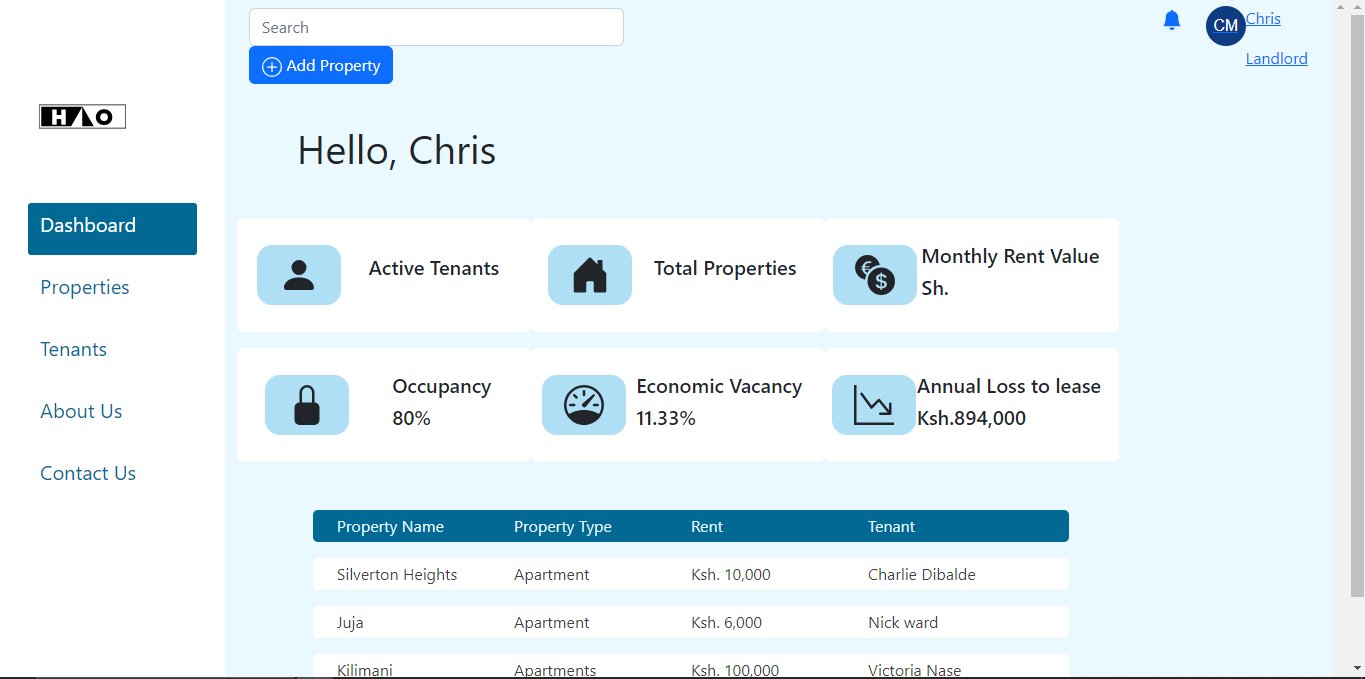 Search
Add Property
CM
Chris
Landlord
HAO
Hello, Chris
Dashboard
Properties
Tenants
About Us
Contact Us
Active Tenants
Total Properties
Monthly Rent Value
Sh.
Occupancy
80%
Economic Vacancy
11.33%
Annual Loss to lease
Ksh.894,000
Property Name Property Type Rent Tenant
Silverton Heights Apartment Ksh. 10,000 Charlie Dibalde
Juja Apartment Ksh. 6,000 Nick ward
Kilimani Apartments Ksh. 100,000 Victoria Nase